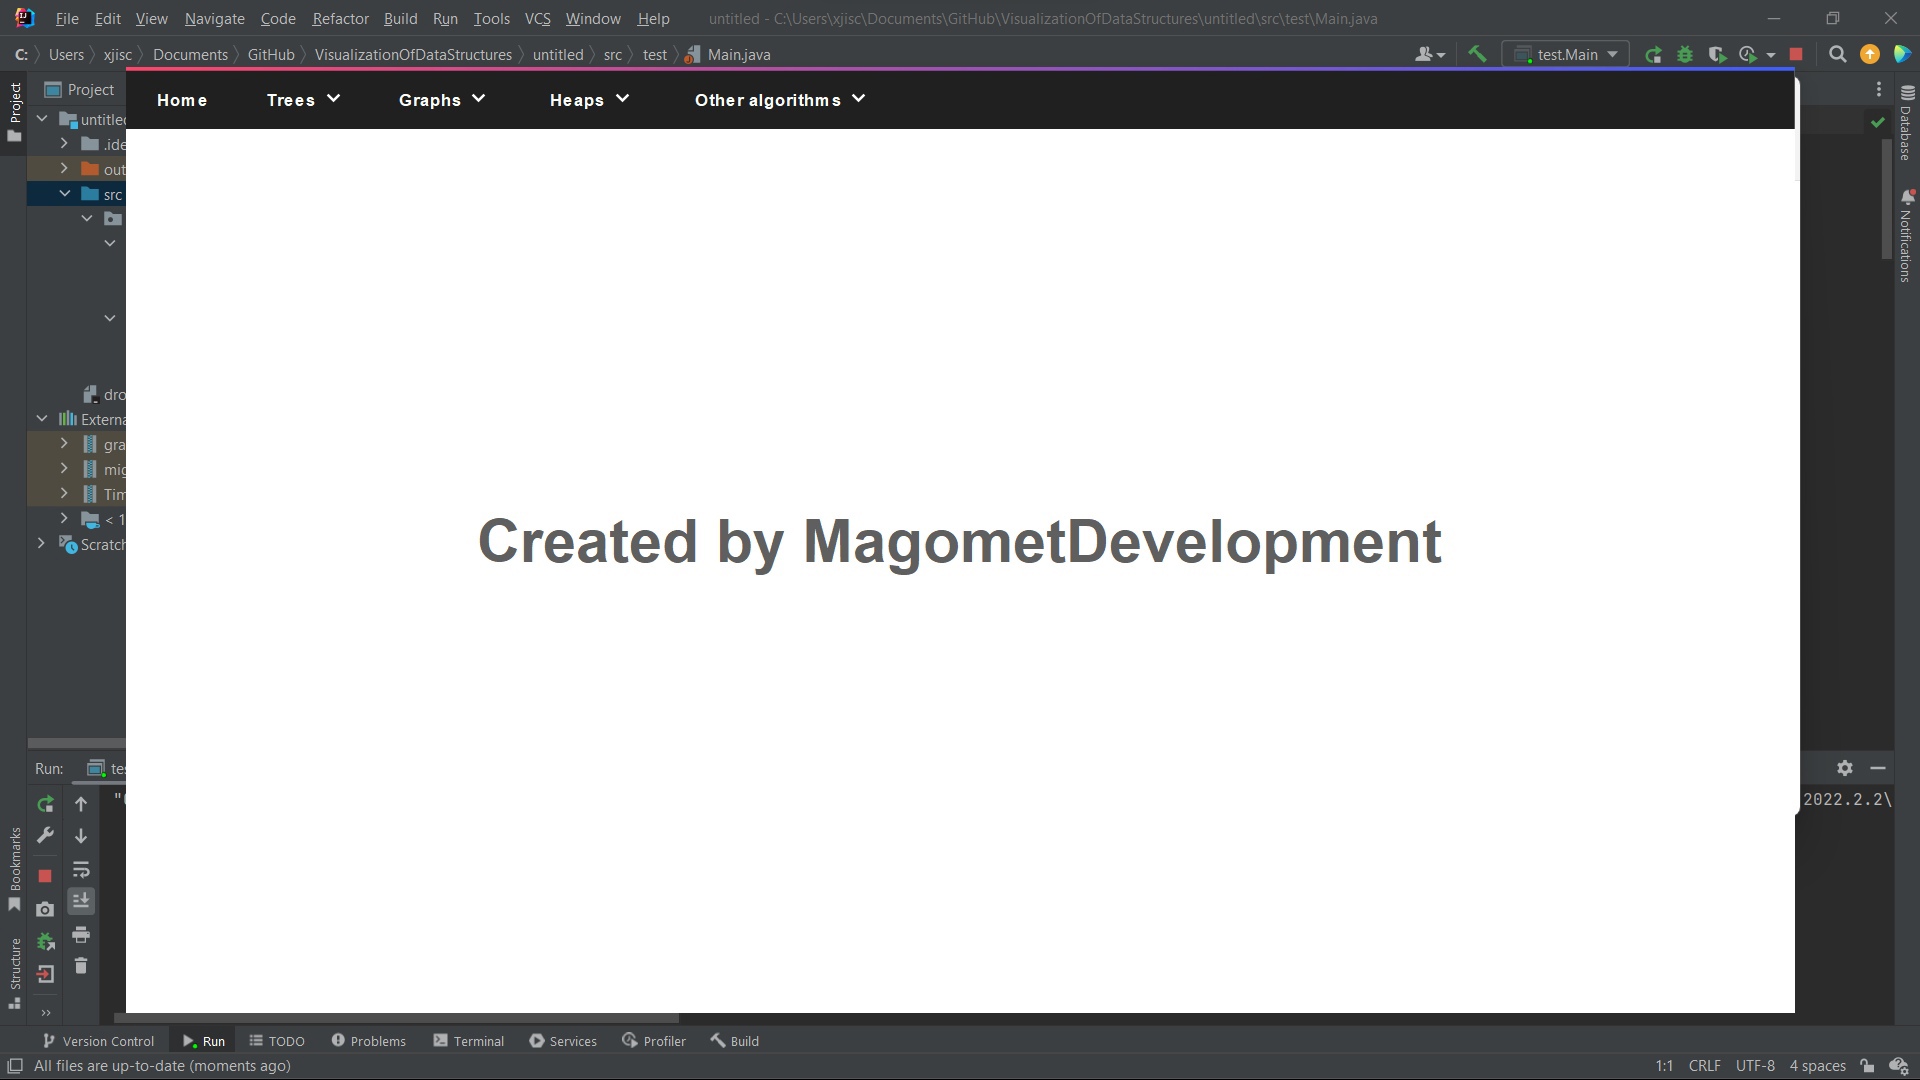 File Edit View Navigate Code Refactor Build Run Tools VCS Window Help untitled - C:\Users\xjisc\Documents\GitHub\VisualizationOfDataStructures\untitled\src\test\Main.java
C: Users xjisc Documents GitHub VisualizationOfDataStructures untitled src test Main.java test.Main
Project
Project
Home Trees Graphs Heaps Other algorithms
Database
Notifications
untitled
.ide
out
src
dro
Externa
gra
mig
Tim
< 1
Scratch
Created by MagometDevelopment
Run: tes
2022.2.2\
Bookmarks
Structure
Version Control Run TODO Problems Terminal Services Profiler Build
All files are up-to-date (moments ago) 1:1 CRLF UTF-8 4 spaces